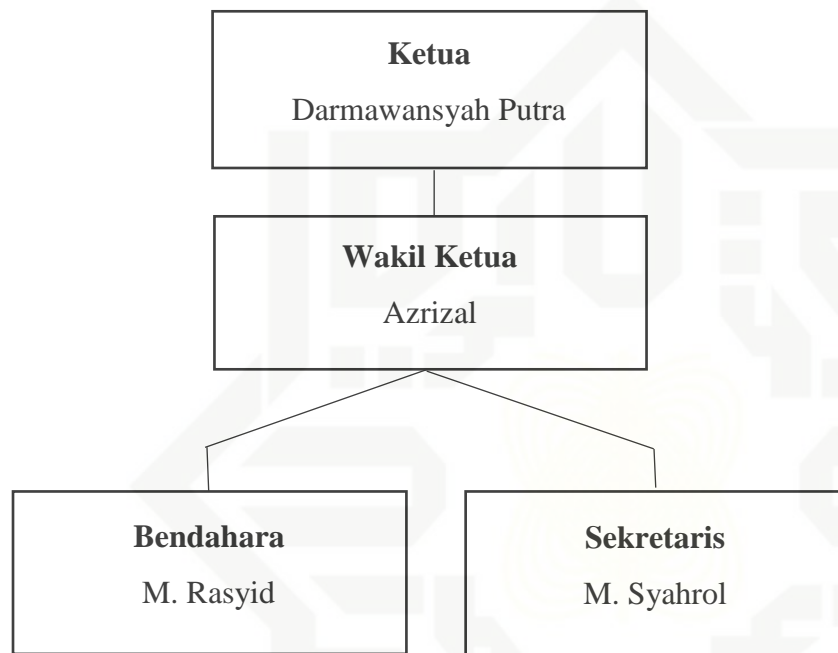 Ketua
Darmawansyah Putra
Wakil Ketua
Azrizal
Bendahara
M. Rasyid
Sekretaris
M. Syahrol